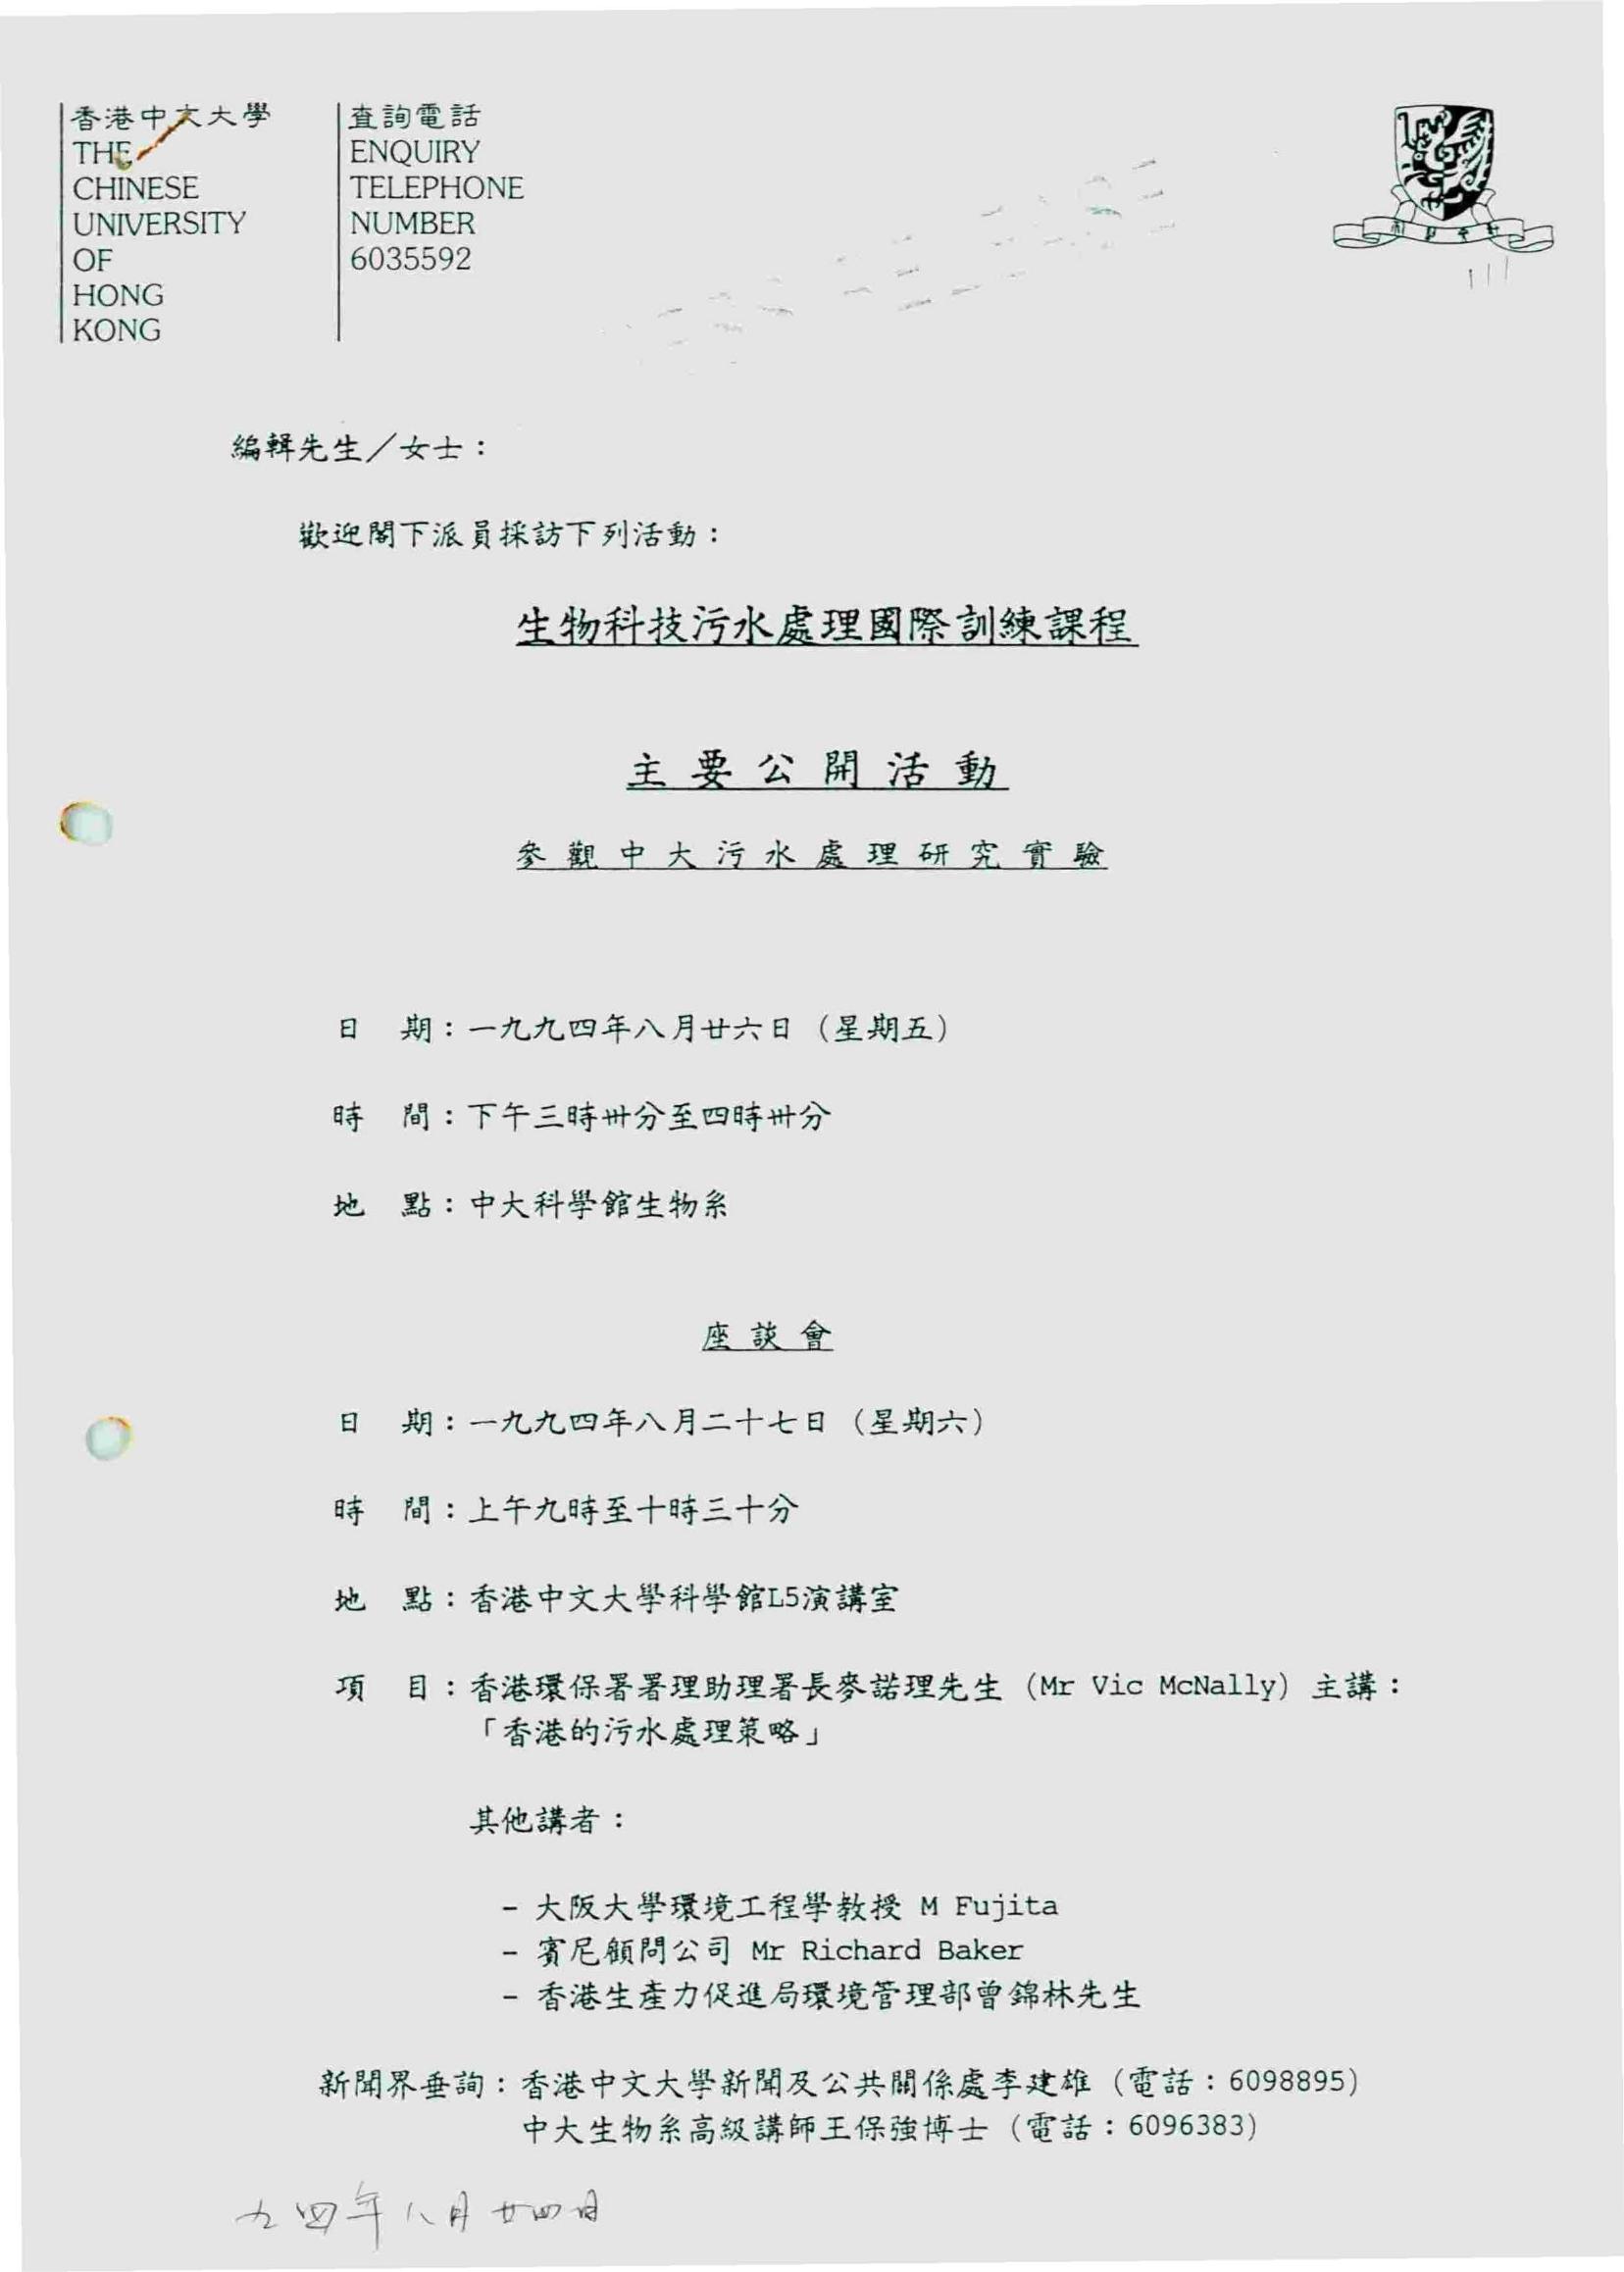 香港中文大學
THE
CHINESE
UNIVERSITY
OF
HONG
KONG
查詢電話
ENQUIRY
TELEPHONE
NUMBER
6035592
編輯先生／女士：
歡迎閣下派員採訪下列活動：
生物科技污水處理國際訓練課程
主要公開活動
參觀中大污水處理研究實驗
日　期：一九九四年八月廿六日（星期五）
時　間：下午三時卅分至四時卅分
地　點：中大科學館生物系
座談會
日　期：一九九四年八月二十七日（星期六）
時　間：上午九時至十時三十分
地　點：香港中文大學科學館L5演講室
項　目：香港環保署署理助理署長麥諾理先生（Mr Vic McNally）主講：
「香港的污水處理策略」
其他講者：
- 大阪大學環境工程學教授 M Fujita
- 賓尼顧問公司 Mr Richard Baker
- 香港生產力促進局環境管理部曾錦林先生
新聞界垂詢：香港中文大學新聞及公共關係處李建雄（電話：6098895）
中大生物系高級講師王保強博士（電話：6096383）
九四年八月廿四日